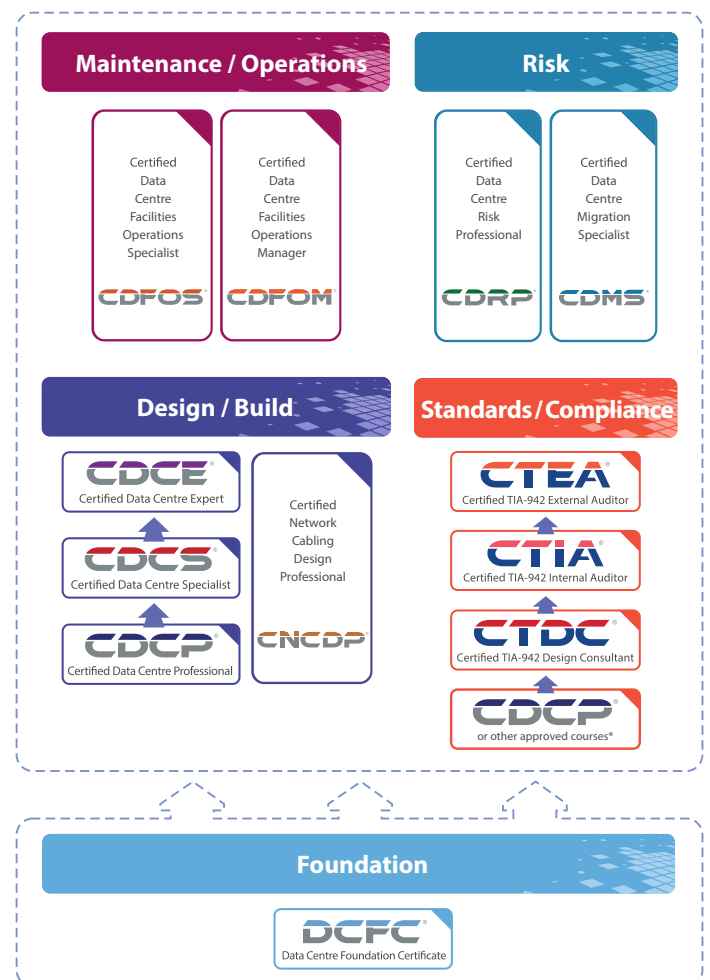 Maintenance / Operations
Certified
Data
Centre
Facilities
Operations
Specialist
CDFOS®
Certified
Data
Centre
Facilities
Operations
Manager
CDFOM®
Risk
Certified
Data
Centre
Risk
Professional
CDRP®
Certified
Data
Centre
Migration
Specialist
CDMS®
Design / Build
CDCE®
Certified Data Centre Expert
CDCS®
Certified Data Centre Specialist
CDCP®
Certified Data Centre Professional
Certified
Network
Cabling
Design
Professional
CNCDP®
Standards / Compliance
CTEA®
Certified TIA-942 External Auditor
CTIA®
Certified TIA-942 Internal Auditor
CTDC®
Certified TIA-942 Design Consultant
CDCP®
or other approved courses*
Foundation
DCFC®
Data Centre Foundation Certificate